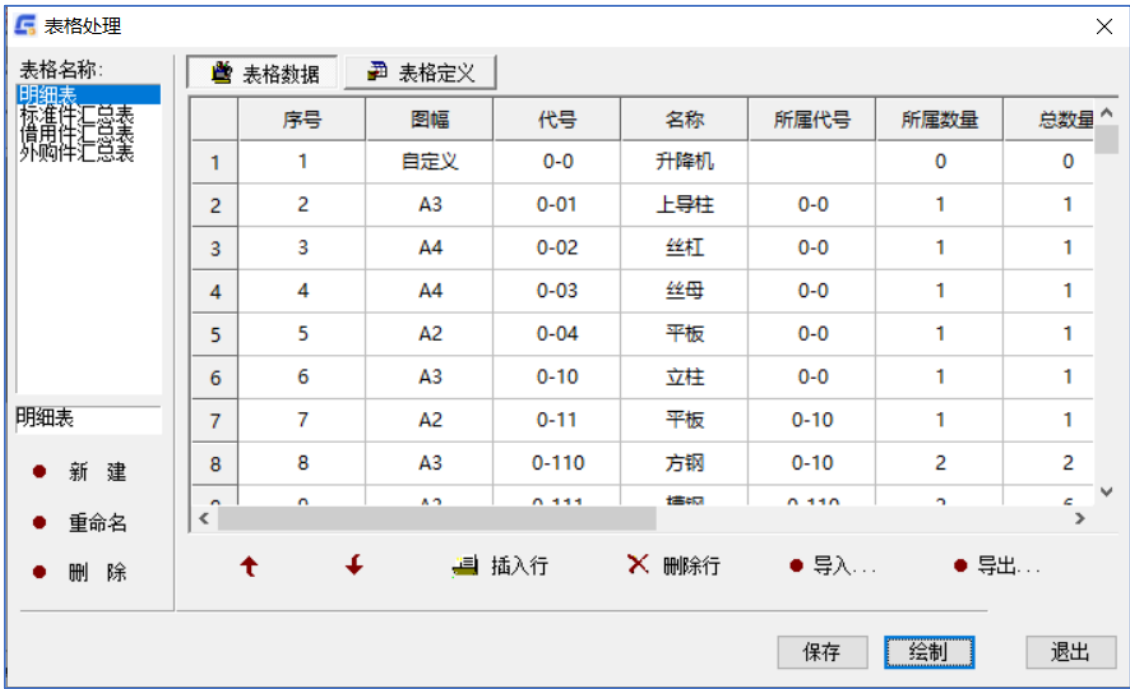 表格处理
表格名称:
明细表
标准件汇总表
借用件汇总表
外购件汇总表
明细表
新 建
重命名
删 除
表格数据 表格定义
序号 图幅 代号 名称 所属代号 所属数量 总数量
1 1 自定义 0-0 升降机 0 0
2 2 A3 0-01 上导柱 0-0 1 1
3 3 A4 0-02 丝杠 0-0 1 1
4 4 A4 0-03 丝母 0-0 1 1
5 5 A2 0-04 平板 0-0 1 1
6 6 A3 0-10 立柱 0-0 1 1
7 7 A2 0-11 平板 0-10 1 1
8 8 A3 0-110 方钢 0-10 2 2
插入行 删除行 导入... 导出...
保存 绘制 退出